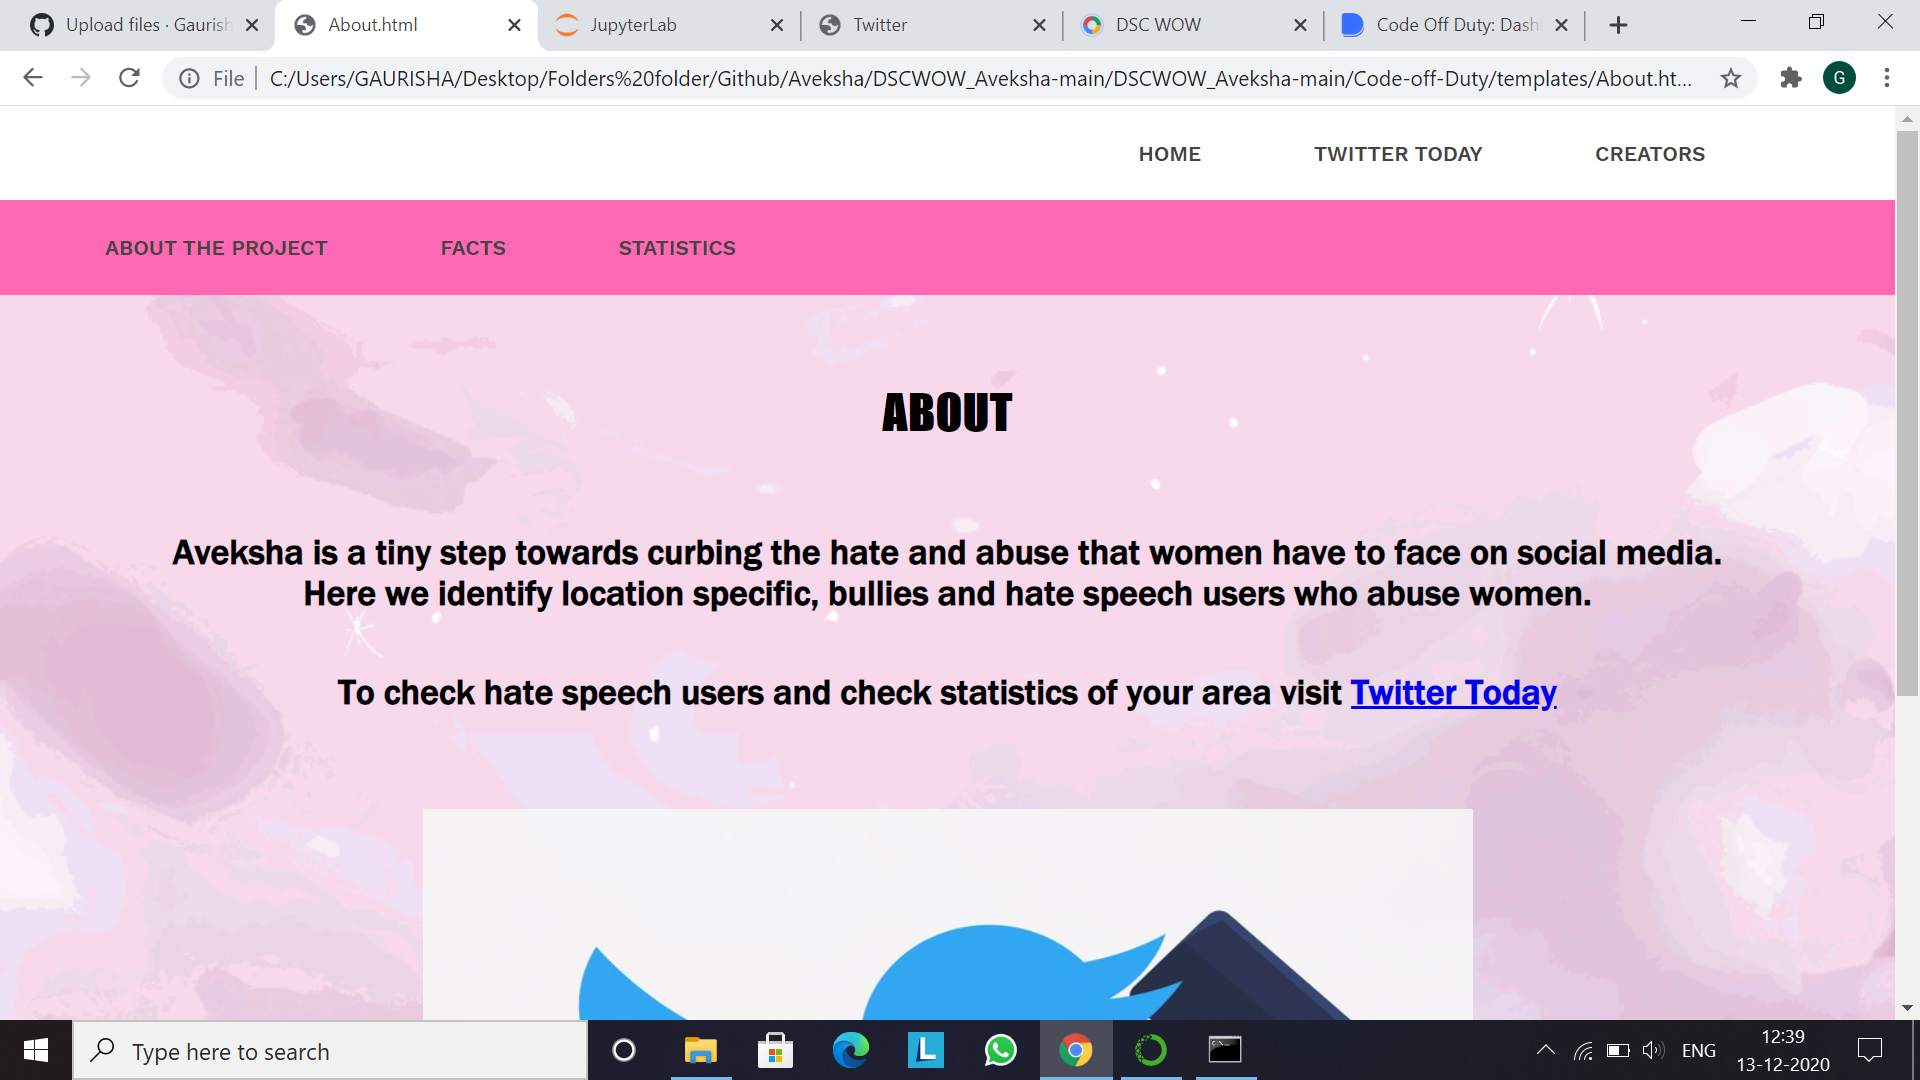 Upload files · Gaurish
About.html
JupyterLab
Twitter
DSC WOW
Code Off Duty: Dash
File
C:/Users/GAURISHA/Desktop/Folders%20folder/Github/Aveksha/DSCWOW_Aveksha-main/DSCWOW_Aveksha-main/Code-off-Duty/templates/About.ht...
G
HOME
TWITTER TODAY
CREATORS
ABOUT THE PROJECT
FACTS
STATISTICS
ABOUT
Aveksha is a tiny step towards curbing the hate and abuse that women have to face on social media.
Here we identify location specific, bullies and hate speech users who abuse women.
To check hate speech users and check statistics of your area visit Twitter Today
Type here to search
L
ENG
12:39
13-12-2020